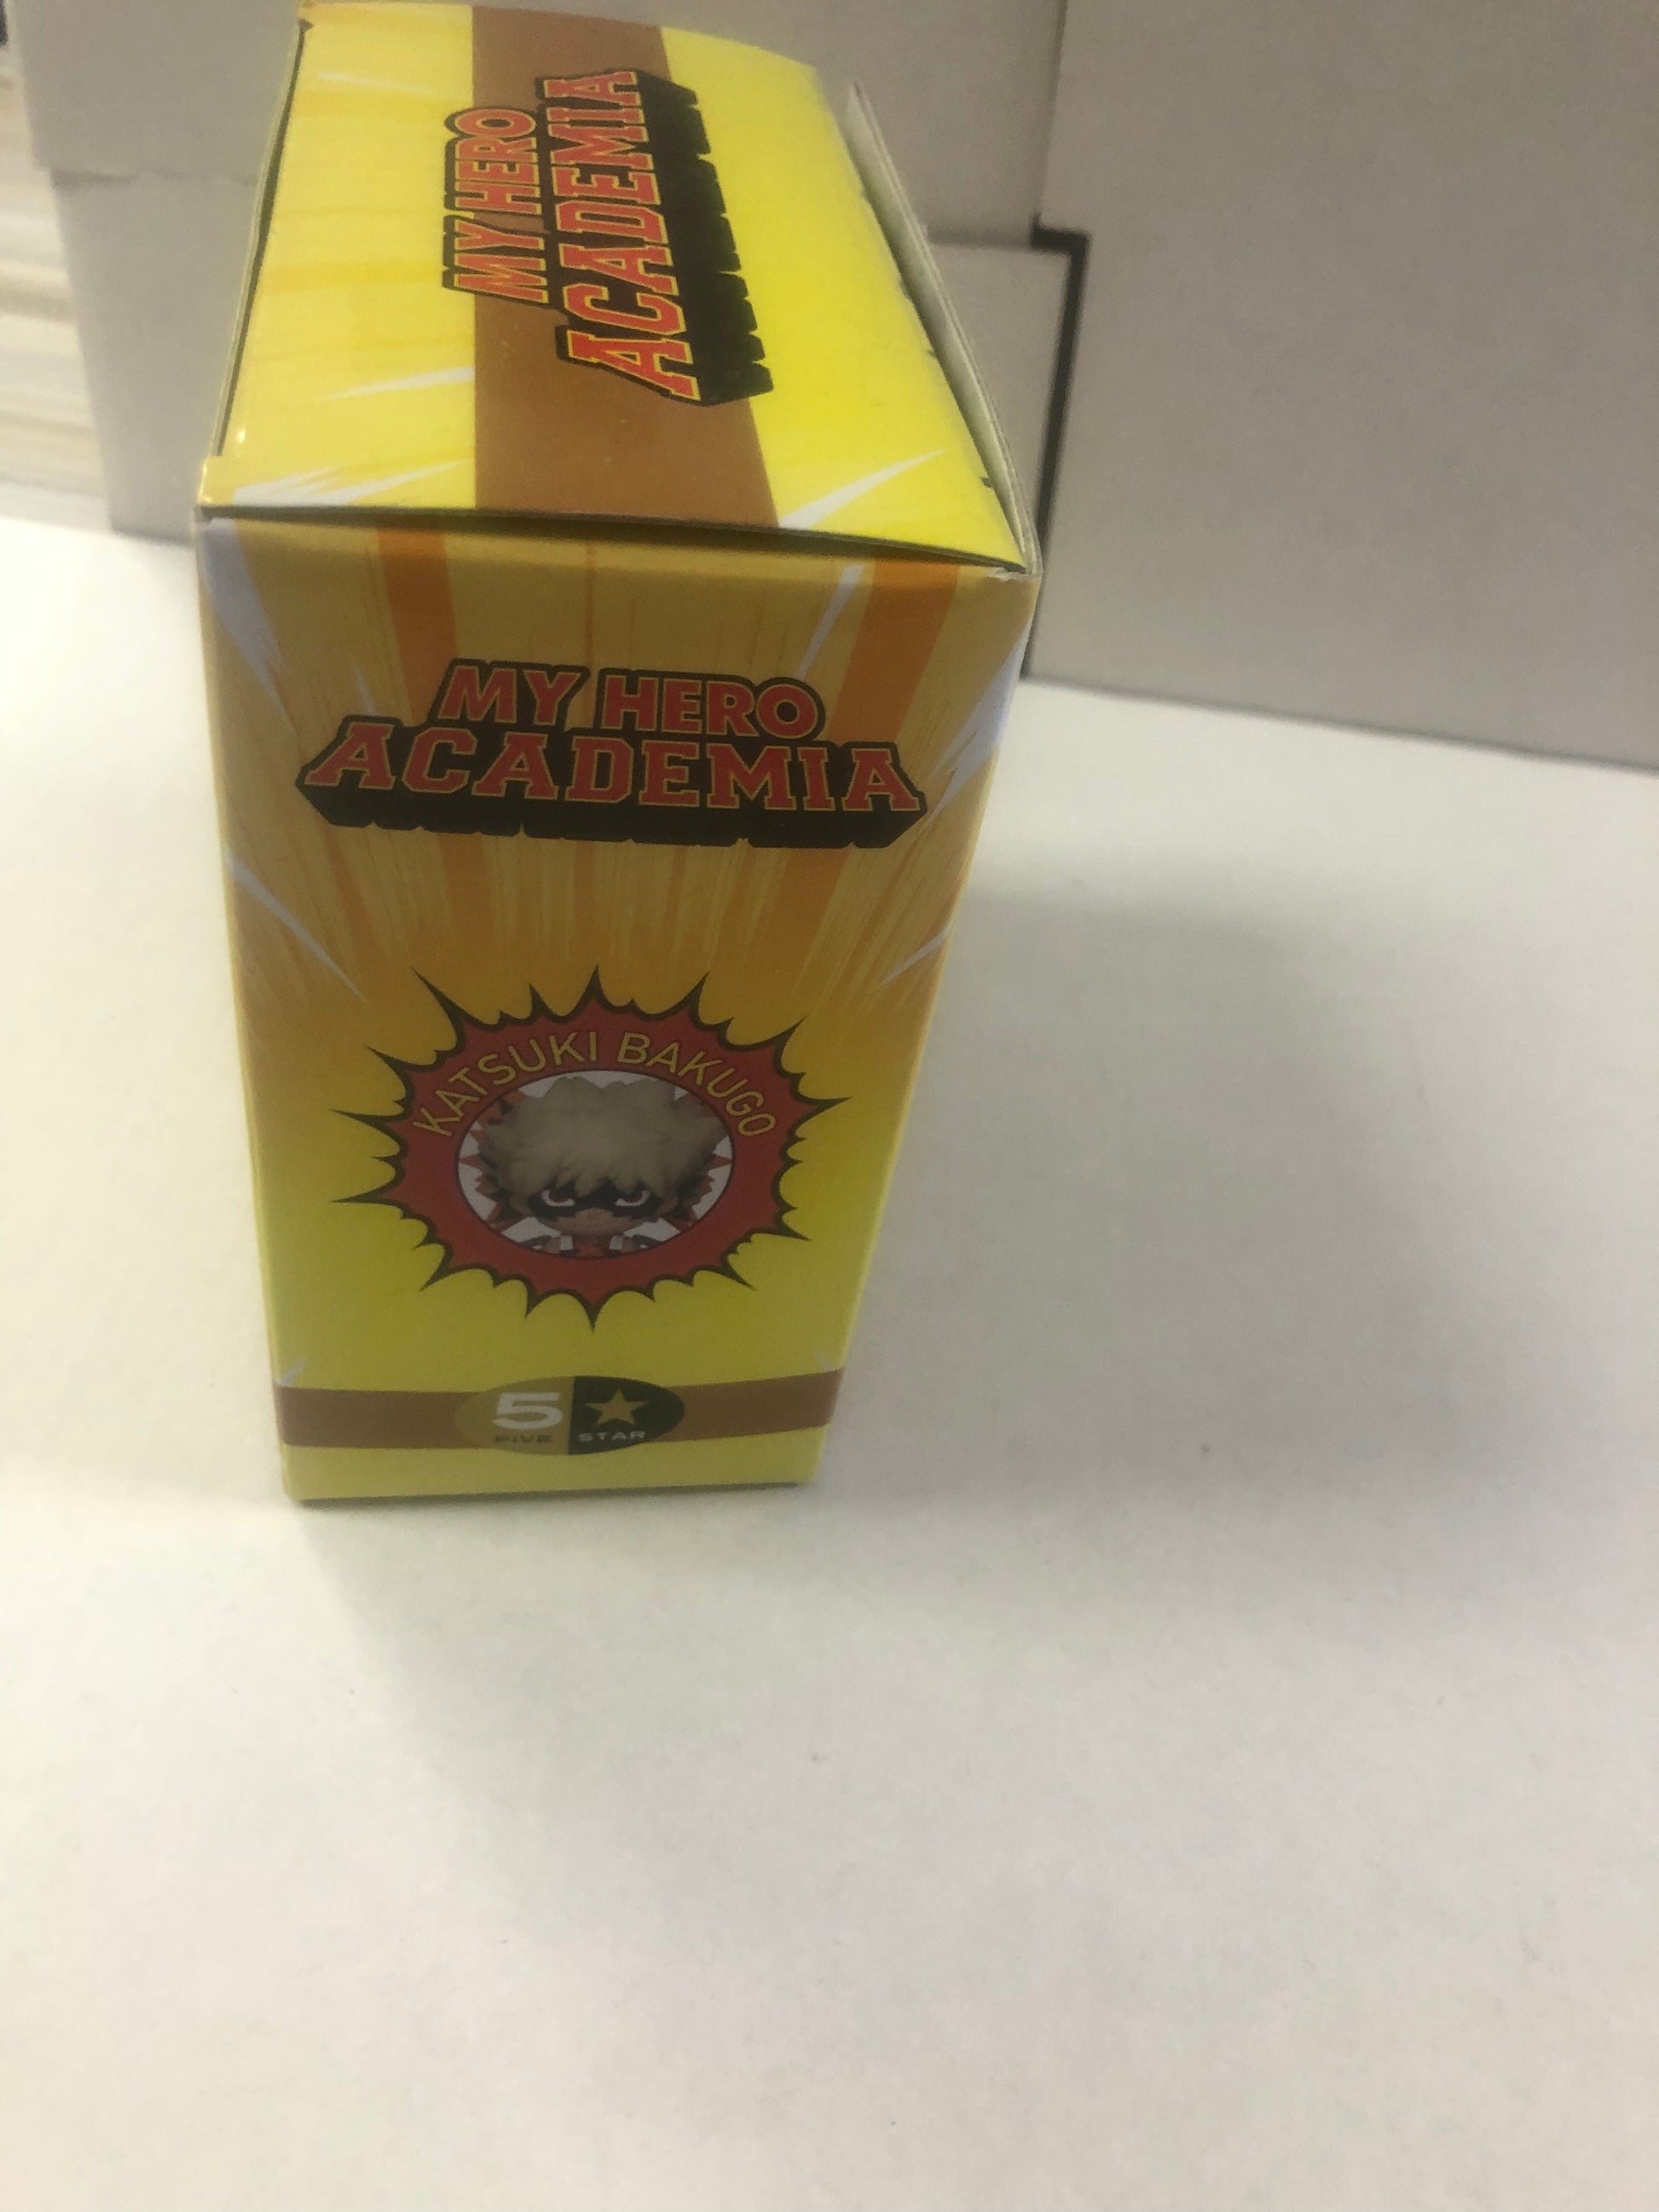 MY HERO
ACADEMIA
MY HERO
ACADEMIA
KATSUKI BAKUGO
5
FIVE STAR